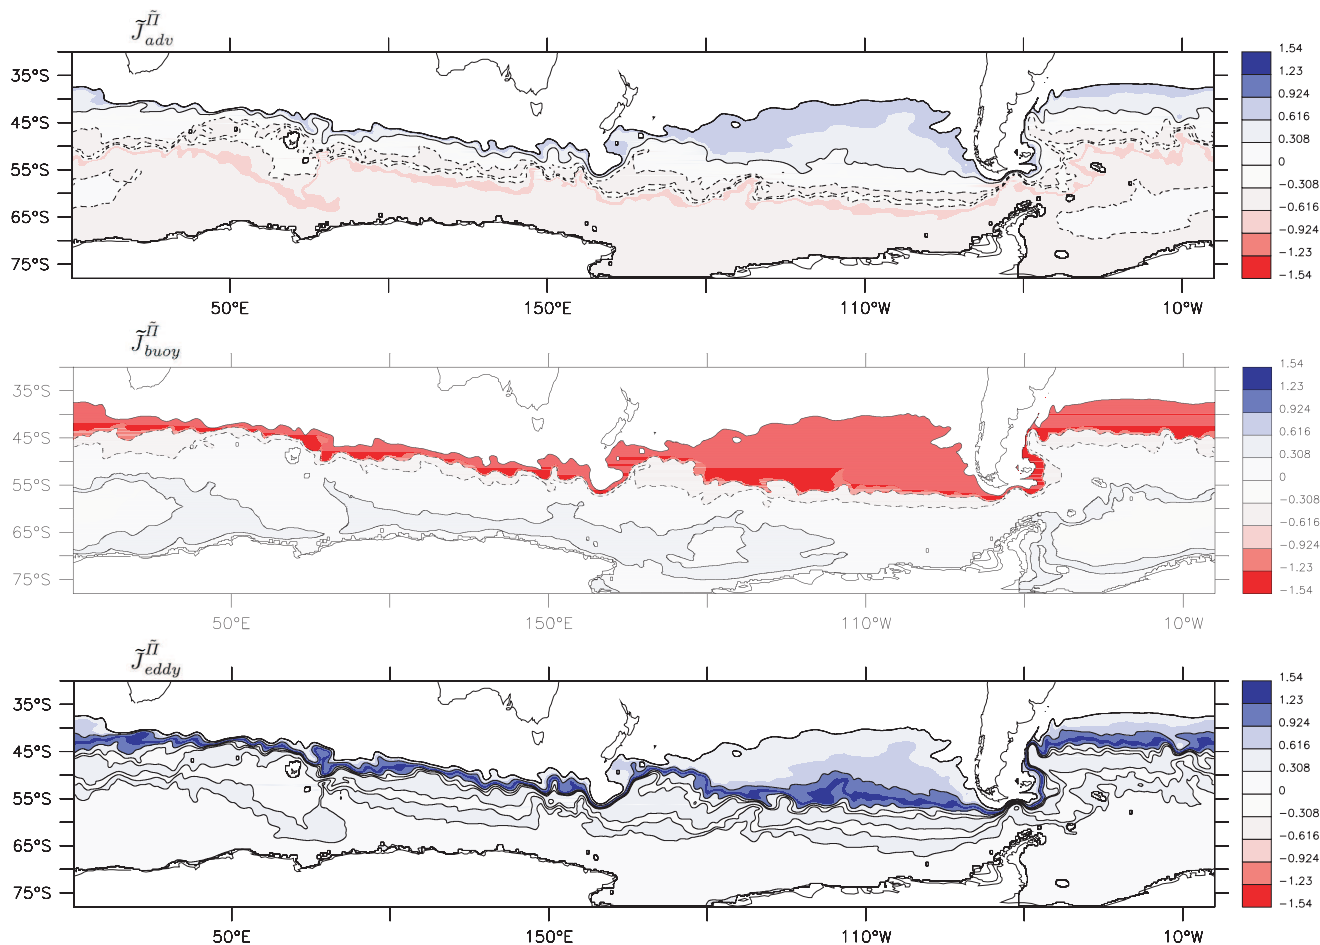 J̃^Π̃_adv
35°S
45°S
55°S
65°S
75°S
50°E
150°E
110°W
10°W
1.54
1.23
0.924
0.616
0.308
0
−0.308
−0.616
−0.924
−1.23
−1.54
J̃^Π̃_buoy
35°S
45°S
55°S
65°S
75°S
50°E
150°E
110°W
10°W
1.54
1.23
0.924
0.616
0.308
0
−0.308
−0.616
−0.924
−1.23
−1.54
J̃^Π̃_eddy
35°S
45°S
55°S
65°S
75°S
50°E
150°E
110°W
10°W
1.54
1.23
0.924
0.616
0.308
0
−0.308
−0.616
−0.924
−1.23
−1.54